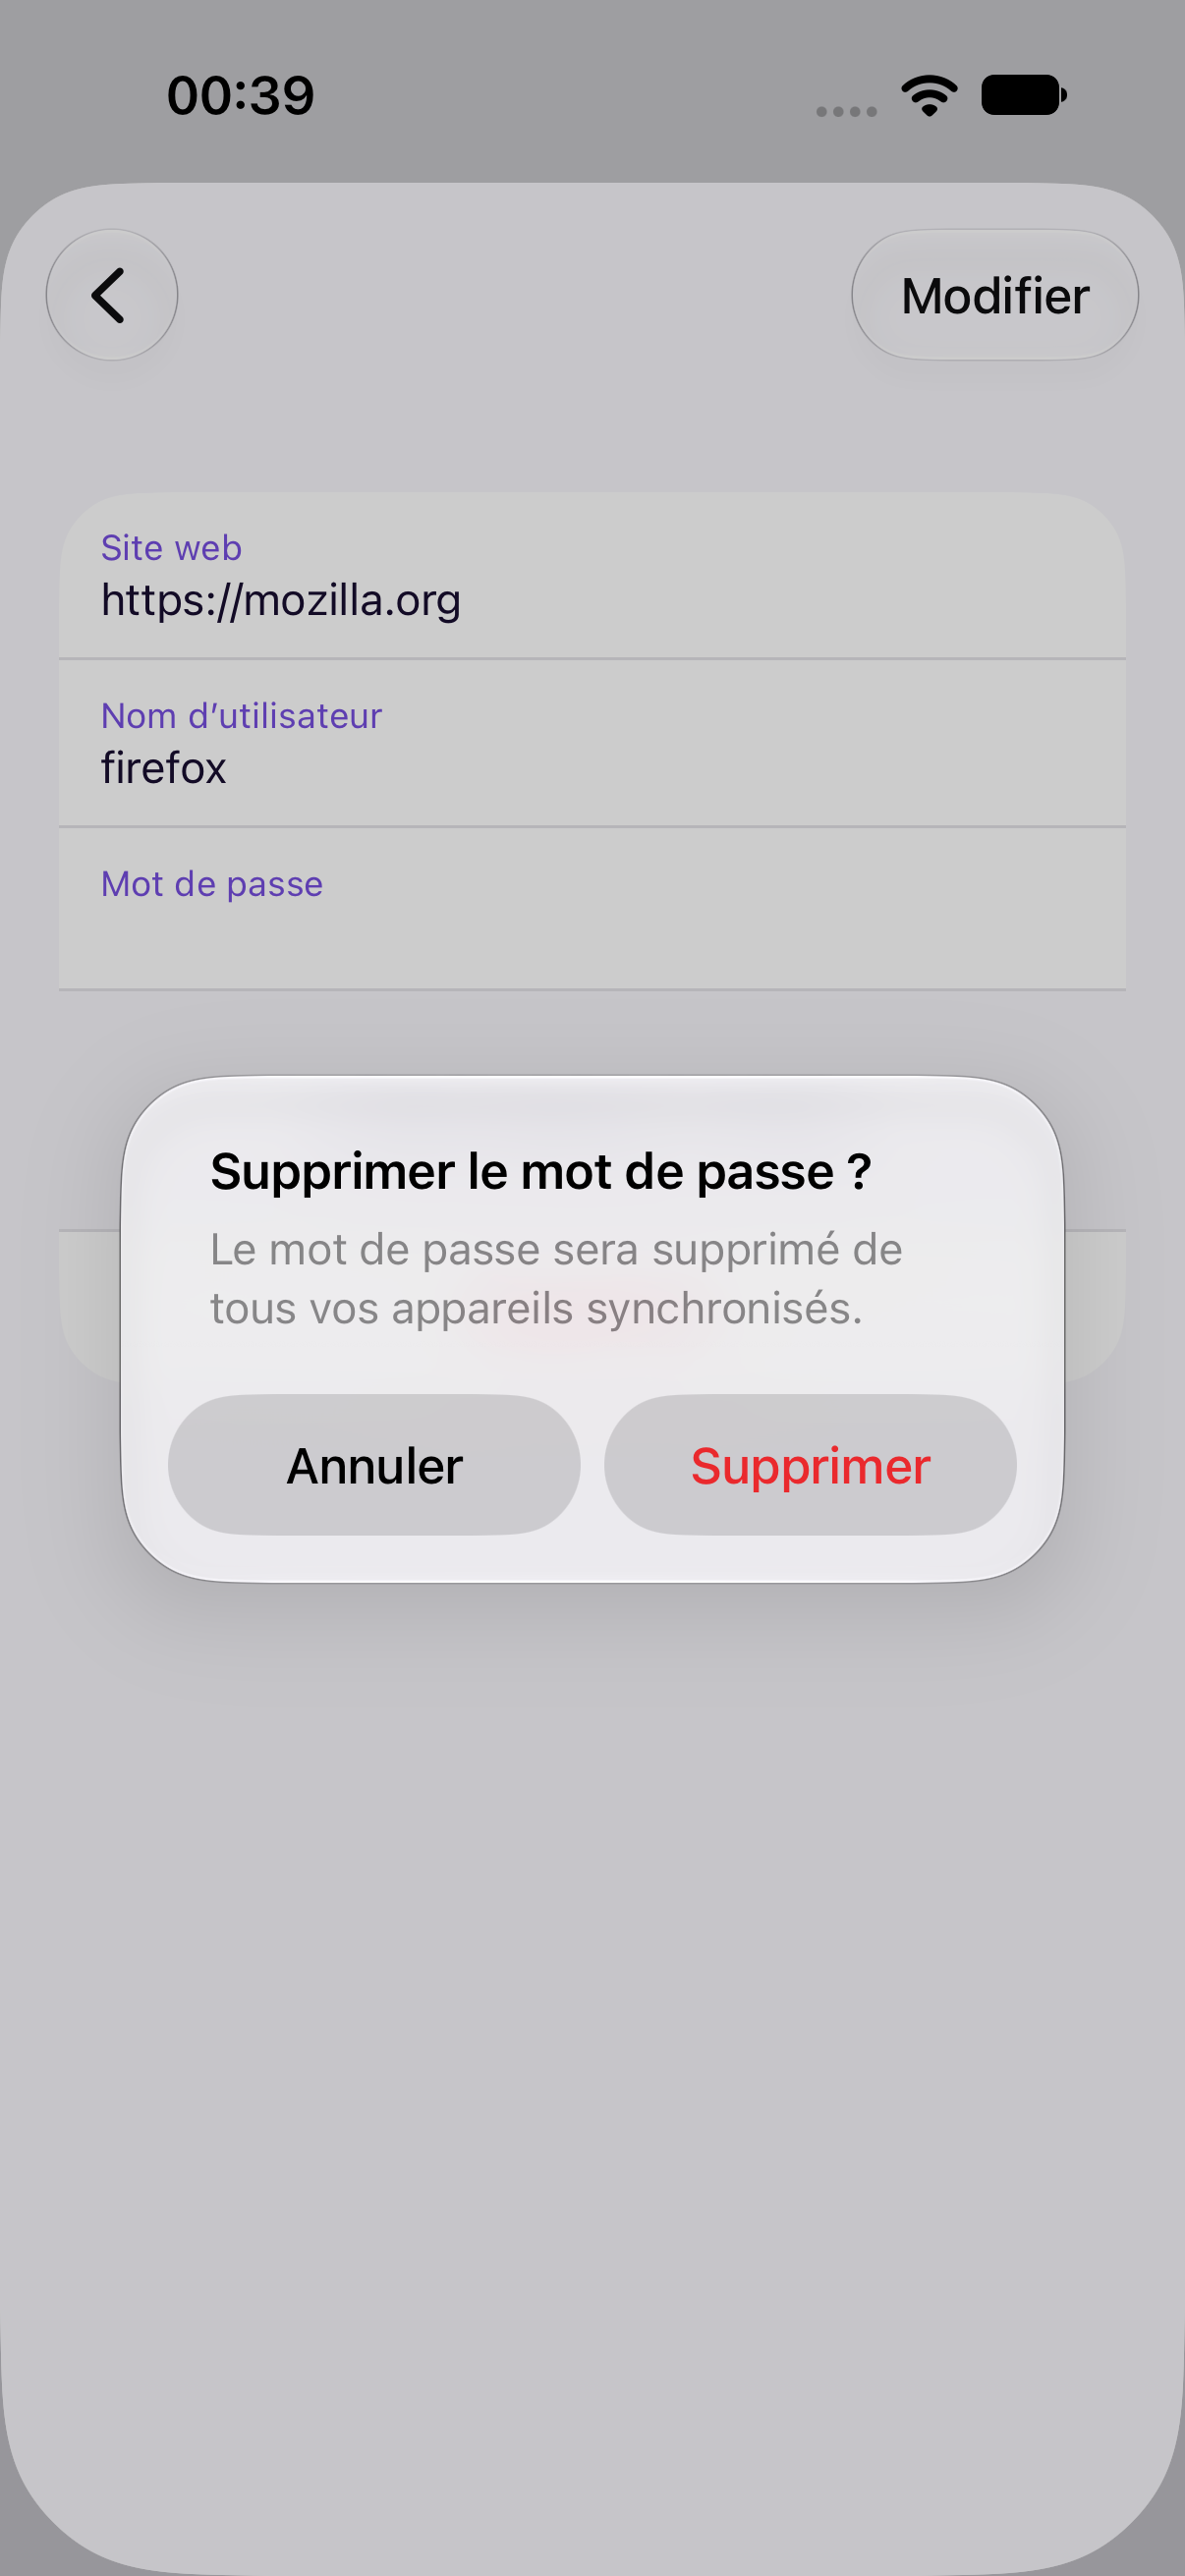 00:39
Modifier
Site web
https://mozilla.org
Nom d’utilisateur
firefox
Mot de passe
Supprimer le mot de passe ?
Le mot de passe sera supprimé de
tous vos appareils synchronisés.
Annuler
Supprimer